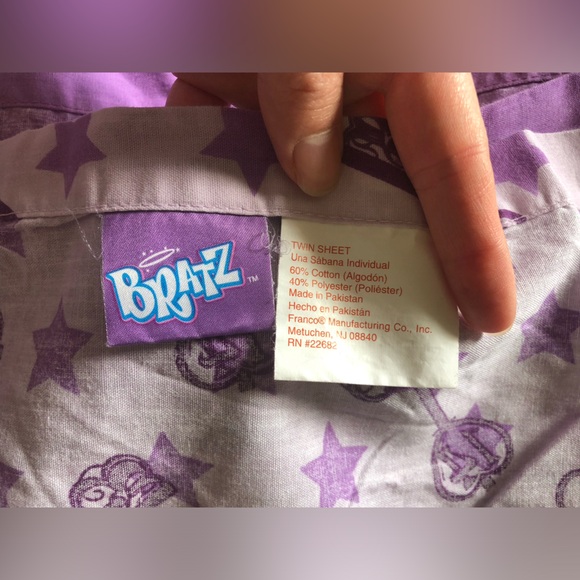 BRATZ™
TWIN SHEET
Una Sábana Individual
60% Cotton (Algodón)
40% Polyester (Poliéster)
Made in Pakistan
Hecho en Pakistán
Franco® Manufacturing Co., Inc.
Metuchen, NJ 08840
RN #22682